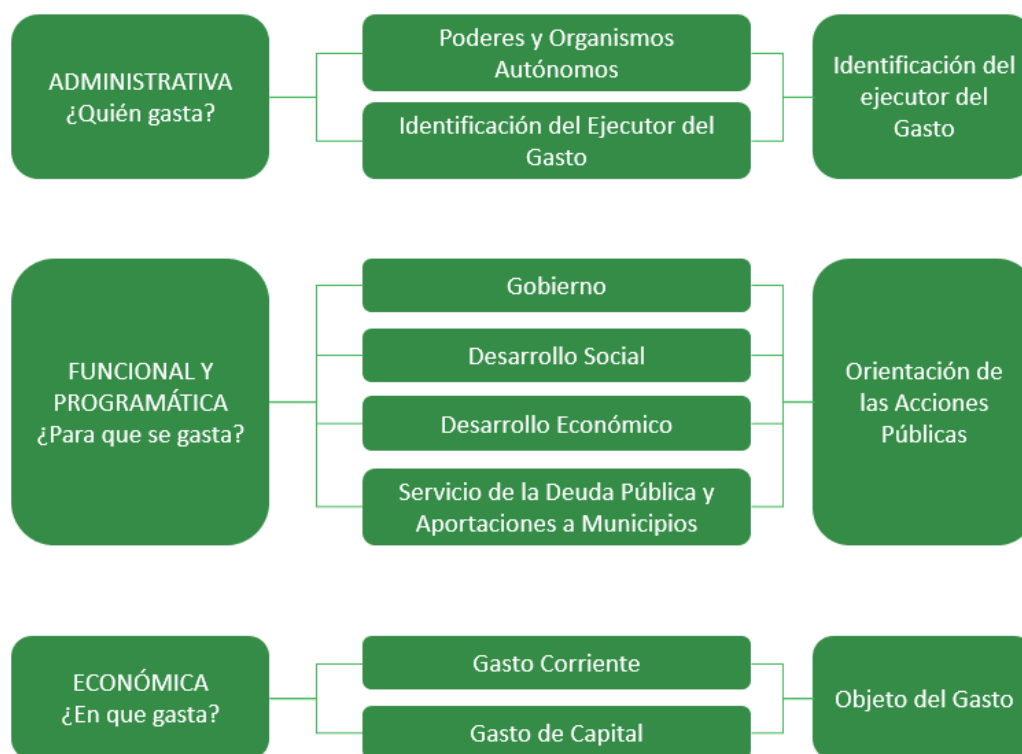 ADMINISTRATIVA
¿Quién gasta?
Poderes y Organismos
Autónomos
Identificación del Ejecutor del
Gasto
Identificación del
ejecutor del
Gasto
FUNCIONAL Y
PROGRAMÁTICA
¿Para que se gasta?
Gobierno
Desarrollo Social
Desarrollo Económico
Servicio de la Deuda Pública y
Aportaciones a Municipios
Orientación de
las Acciones
Públicas
ECONÓMICA
¿En que gasta?
Gasto Corriente
Gasto de Capital
Objeto del Gasto